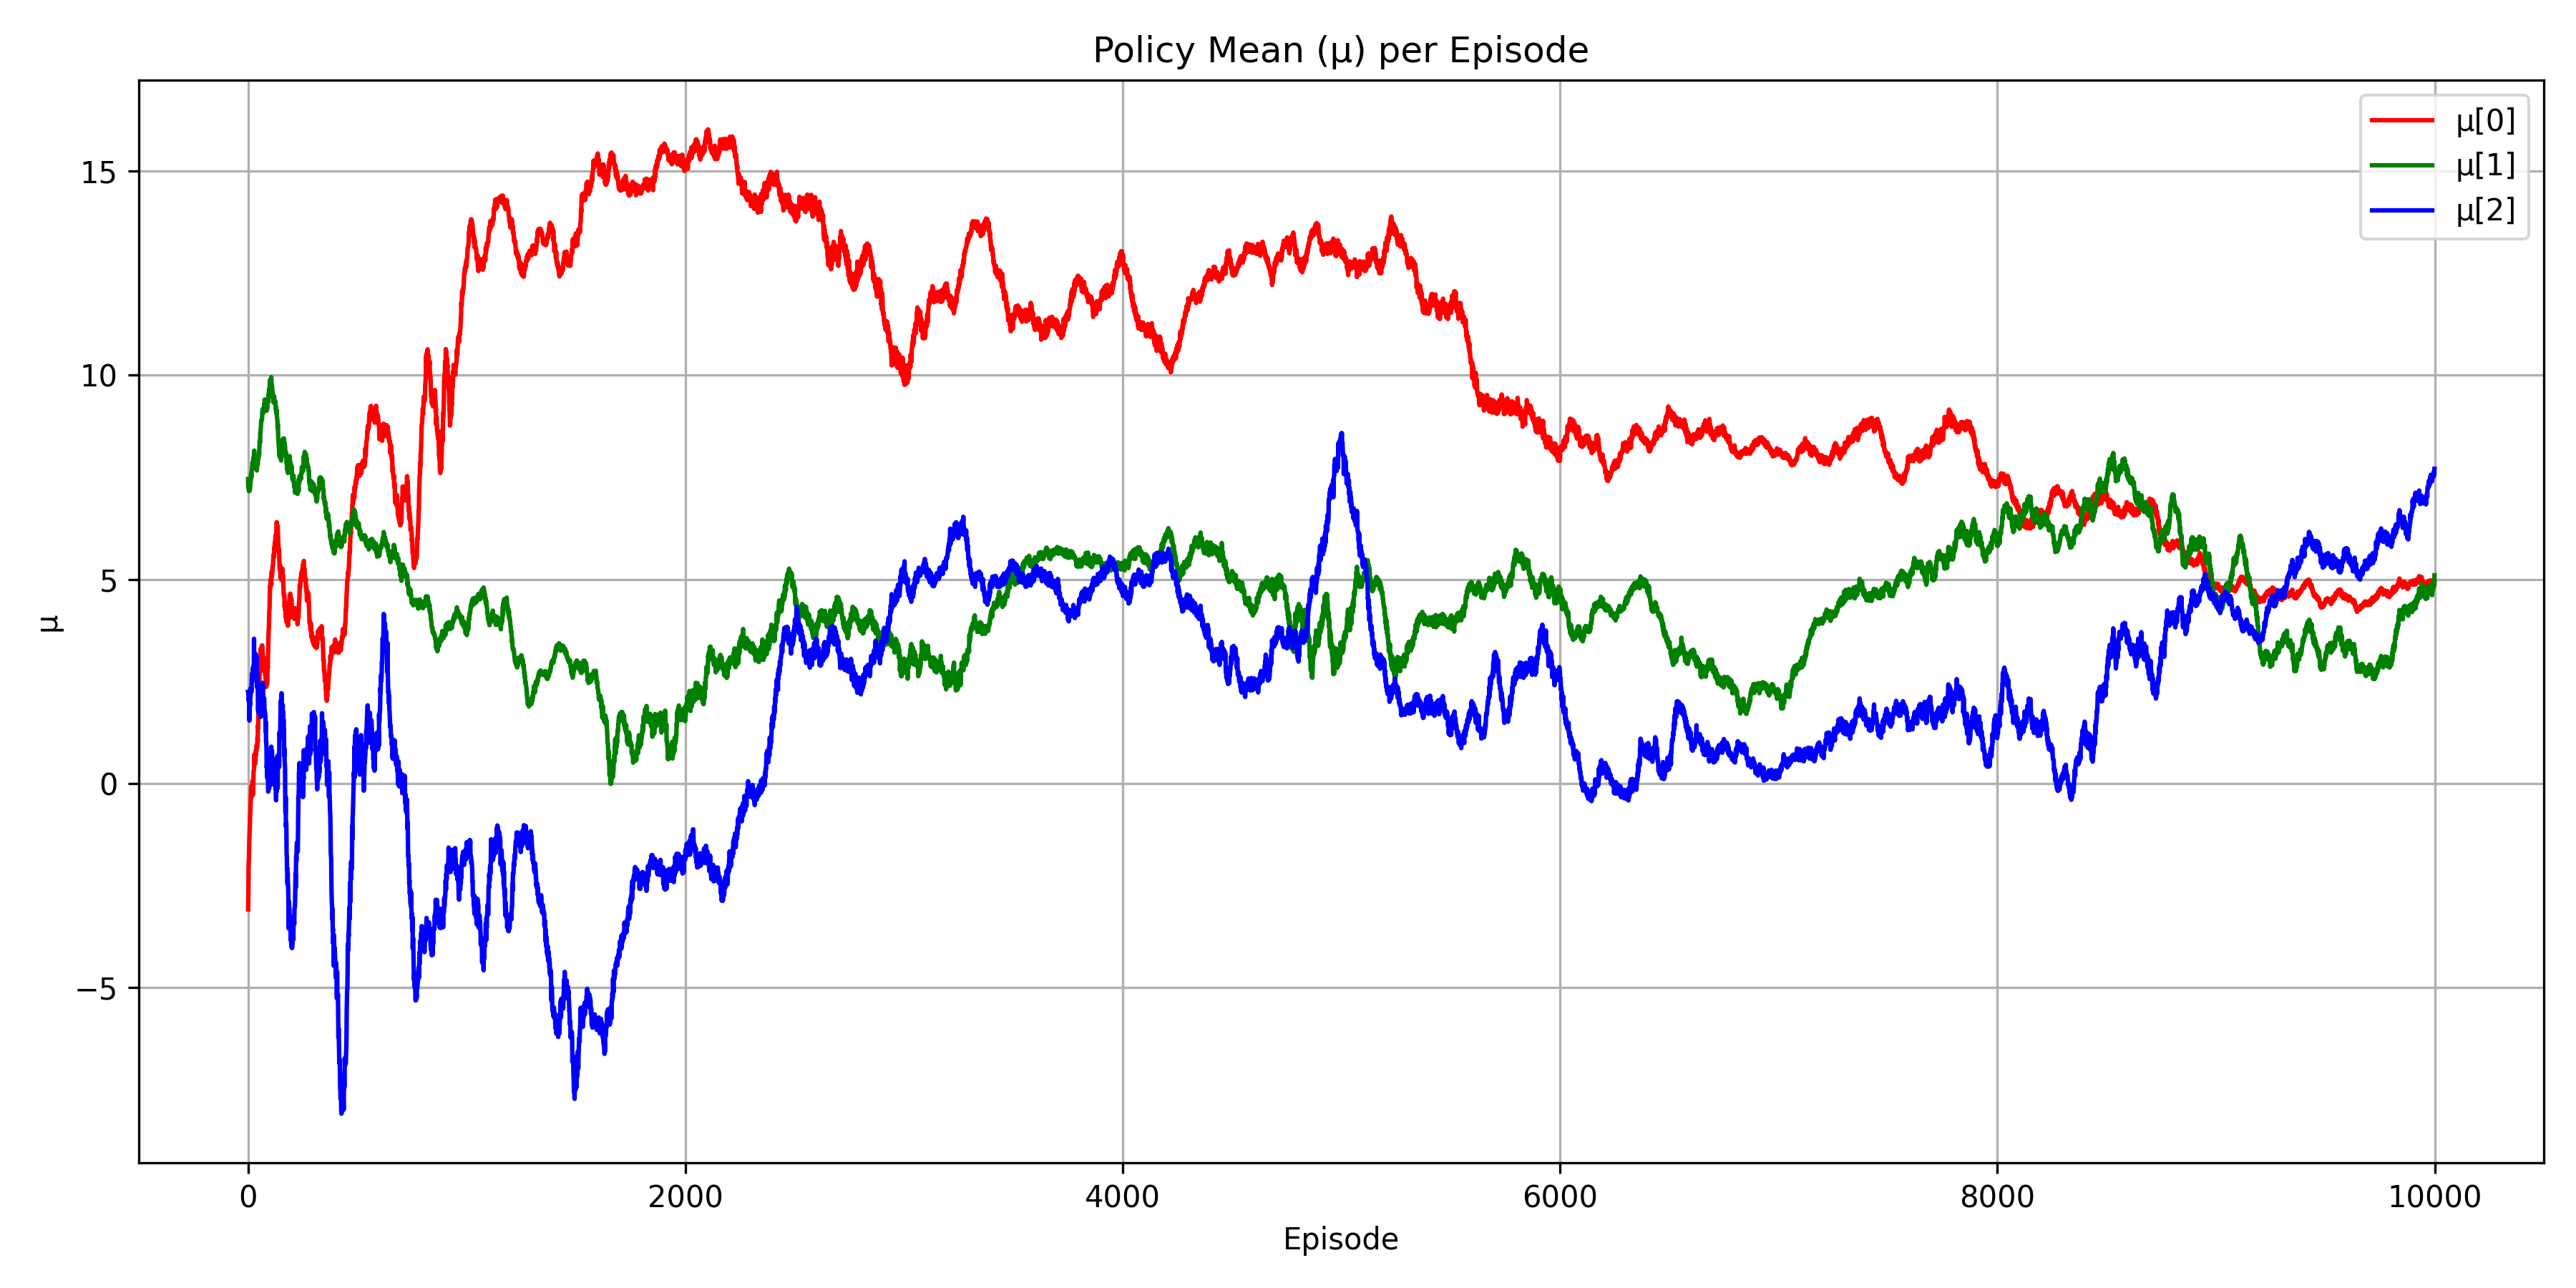 Policy Mean (μ) per Episode
μ[0]
μ[1]
μ[2]
15
10
5
0
−5
μ
0 2000 4000 6000 8000 10000
Episode